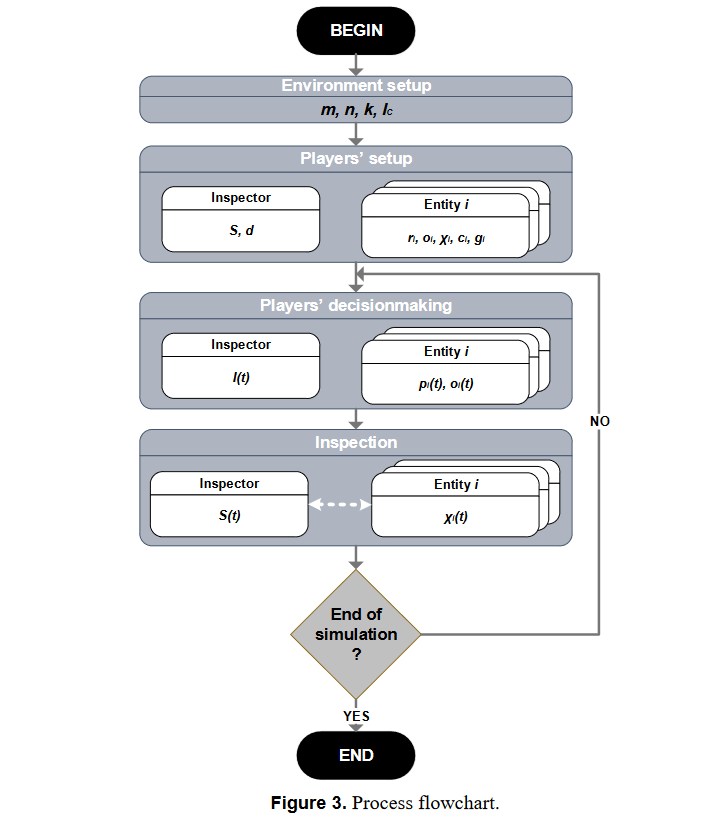 BEGIN
Environment setup
m, n, k, Ic
Players' setup
Inspector
S, d
Entity i
ri, oi, χi, ci, gi
Players' decisionmaking
Inspector
I(t)
Entity i
pi(t), oi(t)
Inspection
Inspector
S(t)
Entity i
χi(t)
NO
End of
simulation
?
YES
END
Figure 3. Process flowchart.